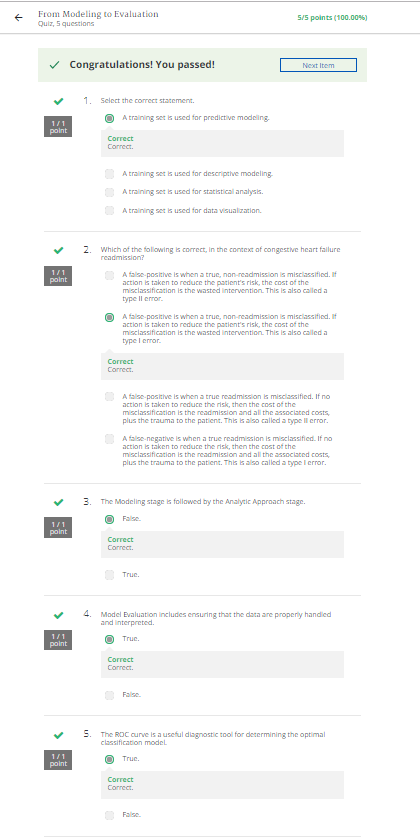 From Modeling to Evaluation
Quiz, 5 questions
5/5 points (100.00%)
Congratulations! You passed!
Next Item
1.
Select the correct statement.
1 / 1
point
A training set is used for predictive modeling.
Correct
Correct.
A training set is used for descriptive modeling.
A training set is used for statistical analysis.
A training set is used for data visualization.
2.
Which of the following is correct, in the context of congestive heart failure
readmission?
1 / 1
point
A false-positive is when a true, non-readmission is misclassified. If
action is taken to reduce the patient's risk, the cost of the
misclassification is the wasted intervention. This is also called a
type II error.
A false-positive is when a true, non-readmission is misclassified. If
action is taken to reduce the patient's risk, the cost of the
misclassification is the wasted intervention. This is also called a
type I error.
Correct
Correct.
A false-positive is when a true readmission is misclassified. If no
action is taken to reduce the risk, then the cost of the
misclassification is the readmission and all the associated costs,
plus the trauma to the patient. This is also called a type II error.
A false-negative is when a true readmission is misclassified. If no
action is taken to reduce the risk, then the cost of the
misclassification is the readmission and all the associated costs,
plus the trauma to the patient. This is also called a type I error.
3.
The Modeling stage is followed by the Analytic Approach stage.
1 / 1
point
False.
Correct
Correct.
True.
4.
Model Evaluation includes ensuring that the data are properly handled
and interpreted.
1 / 1
point
True.
Correct
Correct.
False.
5.
The ROC curve is a useful diagnostic tool for determining the optimal
classification model.
1 / 1
point
True.
Correct
Correct.
False.